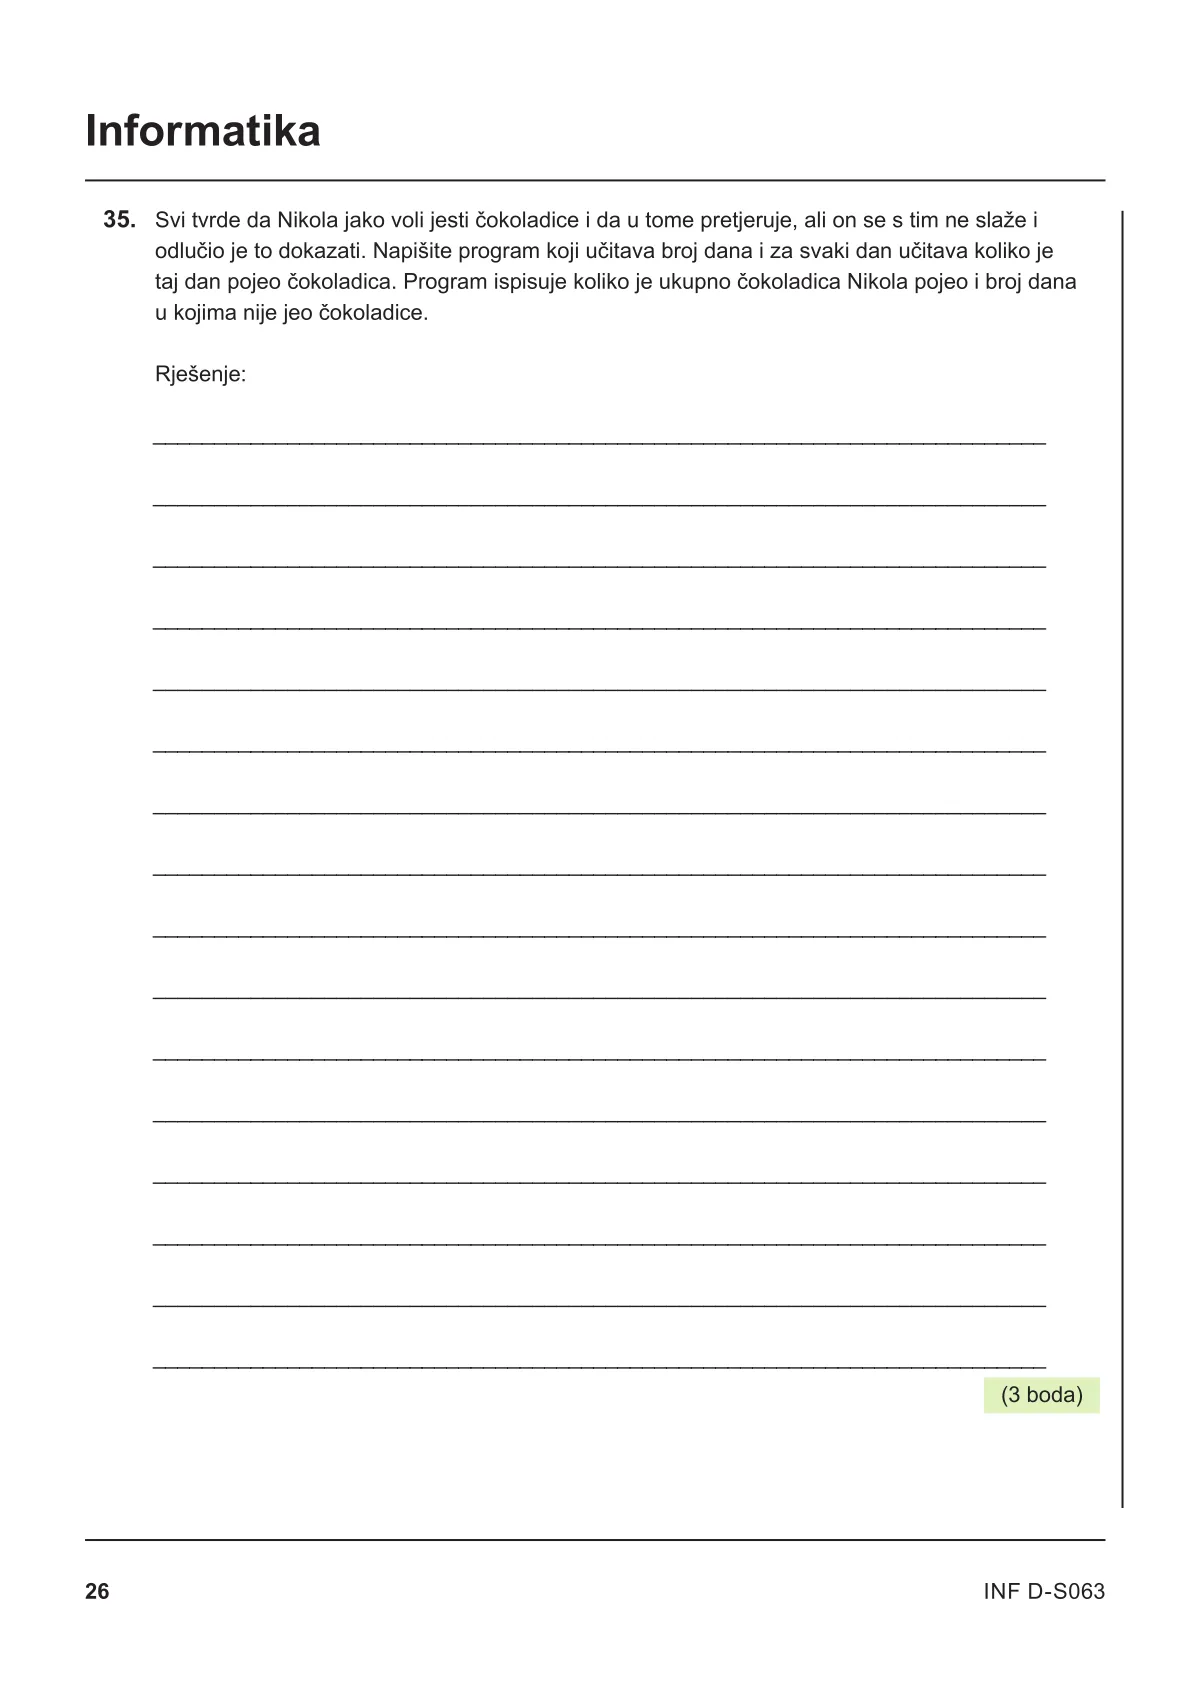 Informatika
35. Svi tvrde da Nikola jako voli jesti čokoladice i da u tome pretjeruje, ali on se s tim ne slaže i
odlučio je to dokazati. Napišite program koji učitava broj dana i za svaki dan učitava koliko je
taj dan pojeo čokoladica. Program ispisuje koliko je ukupno čokoladica Nikola pojeo i broj dana
u kojima nije jeo čokoladice.
Rješenje:
(3 boda)
26
INF D-S063